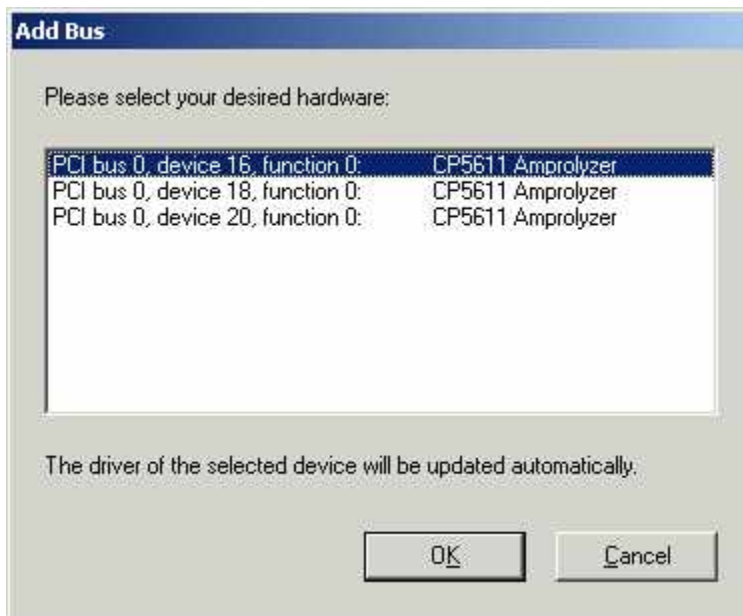 Add Bus
Please select your desired hardware:
PCI bus 0, device 16, function 0: CP5611 Amprolyzer
PCI bus 0, device 18, function 0: CP5611 Amprolyzer
PCI bus 0, device 20, function 0: CP5611 Amprolyzer
The driver of the selected device will be updated automatically.
OK Cancel